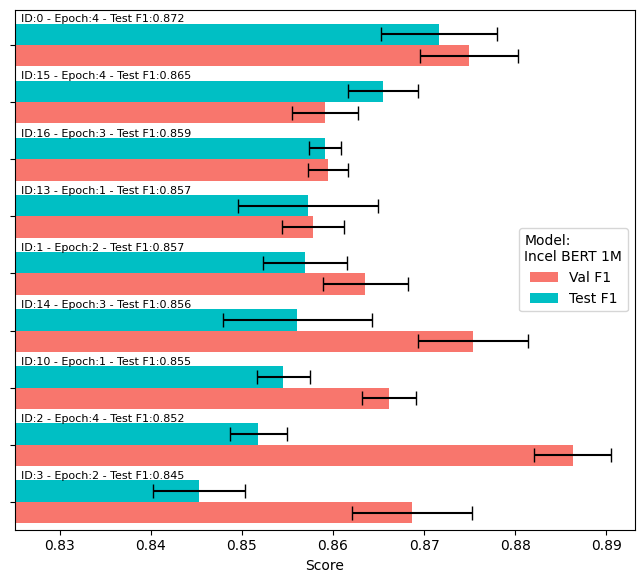 ID:0 - Epoch:4 - Test F1:0.872
ID:15 - Epoch:4 - Test F1:0.865
ID:16 - Epoch:3 - Test F1:0.859
ID:13 - Epoch:1 - Test F1:0.857
ID:1 - Epoch:2 - Test F1:0.857
ID:14 - Epoch:3 - Test F1:0.856
ID:10 - Epoch:1 - Test F1:0.855
ID:2 - Epoch:4 - Test F1:0.852
ID:3 - Epoch:2 - Test F1:0.845
Model:
Incel BERT 1M
Val F1
Test F1
0.83 0.84 0.85 0.86 0.87 0.88 0.89
Score